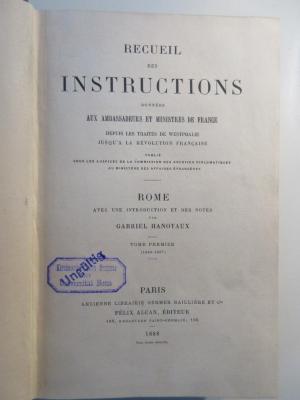 RECUEIL
DES
INSTRUCTIONS
DONNÉES
AUX AMBASSADEURS ET MINISTRES DE FRANCE
DEPUIS LES TRAITÉS DE WESTPHALIE
JUSQU'A LA RÉVOLUTION FRANÇAISE
PUBLIÉ
SOUS LES AUSPICES DE LA COMMISSION DES ARCHIVES DIPLOMATIQUES
AU MINISTÈRE DES AFFAIRES ÉTRANGÈRES
ROME
AVEC UNE INTRODUCTION ET DES NOTES
PAR
GABRIEL HANOTAUX
TOME PREMIER
Ungültig
PARIS
ANCIENNE LIBRAIRIE GERMER BAILLIÈRE ET Cie
FÉLIX ALCAN, ÉDITEUR
108, BOULEVARD SAINT-GERMAIN, 108
1888